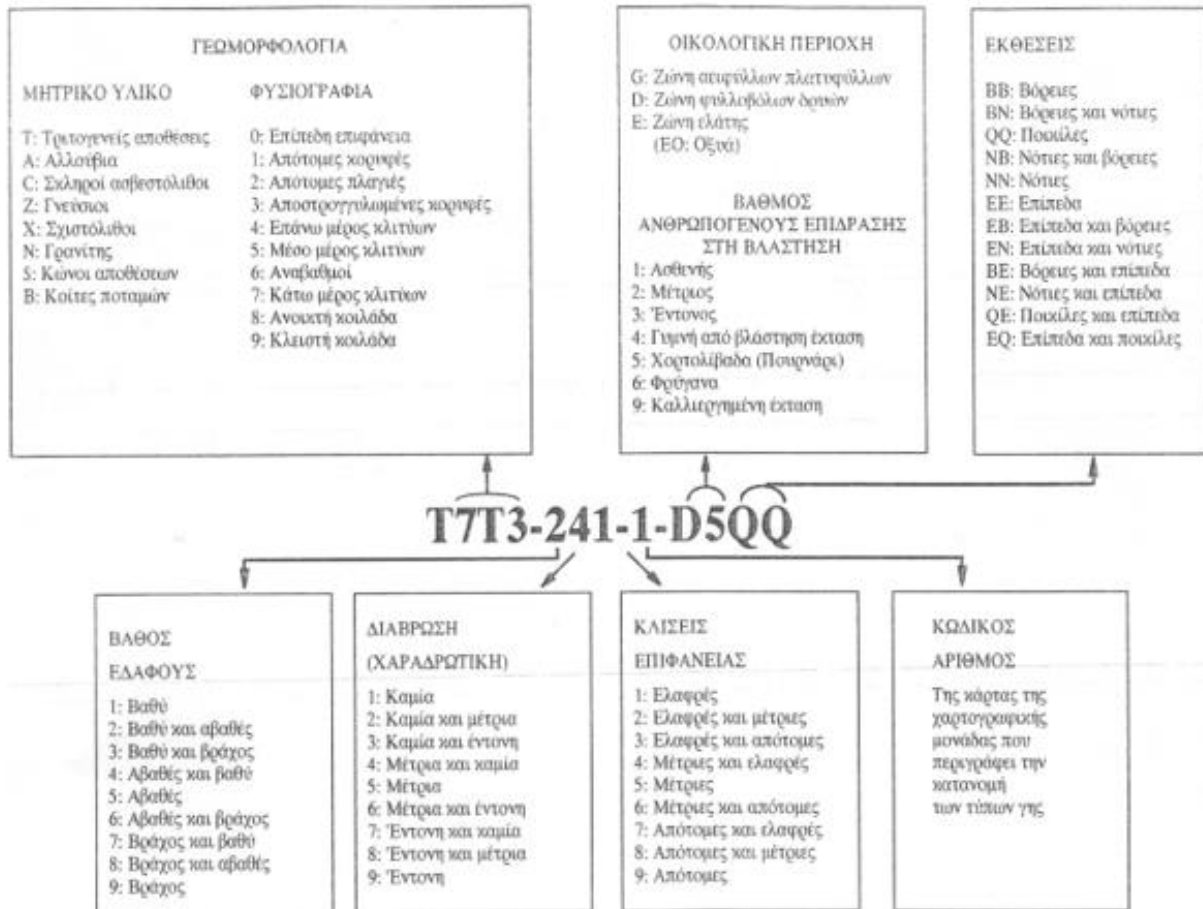 ΓΕΩΜΟΡΦΟΛΟΓΙΑ
ΜΗΤΡΙΚΟ ΥΛΙΚΟ
Τ: Τριτογενείς αποθέσεις
Α: Αλλούβια
C: Σκληροί ασβεστόλιθοι
Ζ: Γνεύσιοι
Χ: Σχιστόλιθοι
Ν: Γρανίτης
S: Κώνοι αποθέσεων
Β: Κοίτες ποταμών
ΦΥΣΙΟΓΡΑΦΙΑ
0: Επίπεδη επιφάνεια
1: Απότομες κορυφές
2: Απότομες πλαγιές
3: Αποστρογγυλωμένες κορυφές
4: Επάνω μέρος κλιτύων
5: Μέσο μέρος κλιτύων
6: Αναβαθμοί
7: Κάτω μέρος κλιτύων
8: Ανοικτή κοιλάδα
9: Κλειστή κοιλάδα
ΟΙΚΟΛΟΓΙΚΗ ΠΕΡΙΟΧΗ
G: Ζώνη αειφύλλων πλατυφύλλων
D: Ζώνη φυλλοβόλων δρυών
E: Ζώνη ελάτης
(ΕΟ: Οξυά)
ΒΑΘΜΟΣ
ΑΝΘΡΩΠΟΓΕΝΟΥΣ ΕΠΙΔΡΑΣΗΣ
ΣΤΗ ΒΛΑΣΤΗΣΗ
1: Ασθενής
2: Μέτριος
3: Έντονος
4: Γυμνή από βλάστηση έκταση
5: Χορτολίβαδα (Πουρνάρι)
6: Φρύγανα
9: Καλλιεργημένη έκταση
ΕΚΘΕΣΕΙΣ
BB: Βόρειες
BN: Βόρειες και νότιες
QQ: Ποικίλες
NB: Νότιες και βόρειες
NN: Νότιες
EE: Επίπεδα
EB: Επίπεδα και βόρειες
EN: Επίπεδα και νότιες
BE: Βόρειες και επίπεδα
NE: Νότιες και επίπεδα
QE: Ποικίλες και επίπεδα
EQ: Επίπεδα και ποικίλες
T7T3-241-1-D5QQ
ΒΑΘΟΣ
ΕΔΑΦΟΥΣ
1: Βαθύ
2: Βαθύ και αβαθές
3: Βαθύ και βράχος
4: Αβαθές και βαθύ
5: Αβαθές
6: Αβαθές και βράχος
7: Βράχος και βαθύ
8: Βράχος και αβαθές
9: Βράχος
ΔΙΑΒΡΩΣΗ
(ΧΑΡΑΔΡΩΤΙΚΗ)
1: Καμία
2: Καμία και μέτρια
3: Καμία και έντονη
4: Μέτρια και καμία
5: Μέτρια
6: Μέτρια και έντονη
7: Έντονη και καμία
8: Έντονη και μέτρια
9: Έντονη
ΚΛΙΣΕΙΣ
ΕΠΙΦΑΝΕΙΑΣ
1: Ελαφρές
2: Ελαφρές και μέτριες
3: Ελαφρές και απότομες
4: Μέτριες και ελαφρές
5: Μέτριες
6: Μέτριες και απότομες
7: Απότομες και ελαφρές
8: Απότομες και μέτριες
9: Απότομες
ΚΩΔΙΚΟΣ
ΑΡΙΘΜΟΣ
Της κάρτας της
χαρτογραφικής
μονάδας που
περιγράφει την
κατανομή
των τύπων γης